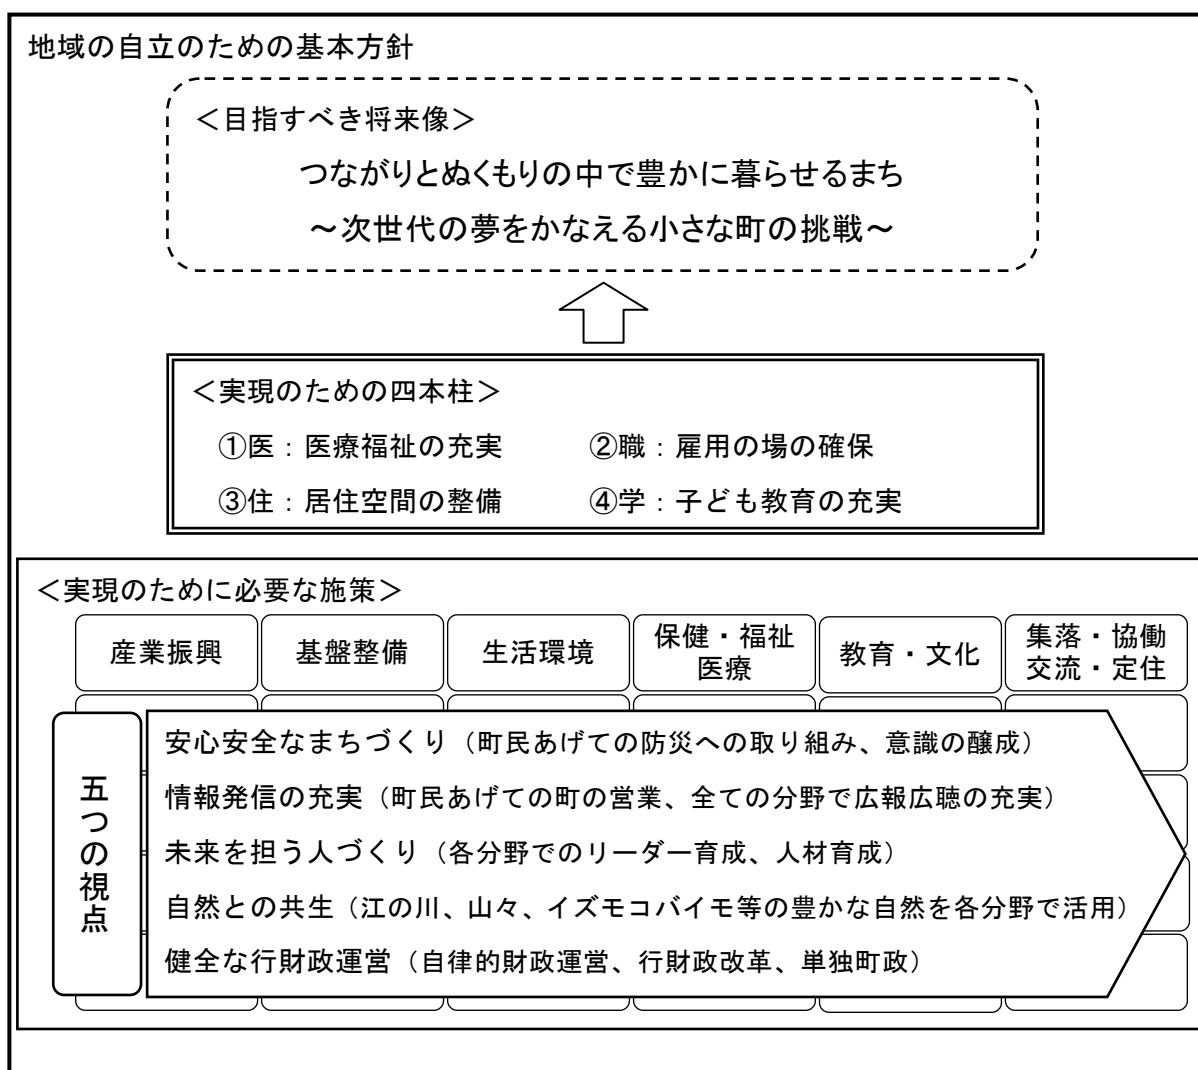 地域の自立のための基本方針
＜目指すべき将来像＞
つながりとぬくもりの中で豊かに暮らせるまち
～次世代の夢をかなえる小さな町の挑戦～
＜実現のための四本柱＞
①医：医療福祉の充実 ②職：雇用の場の確保
③住：居住空間の整備 ④学：子ども教育の充実
＜実現のために必要な施策＞
産業振興
基盤整備
生活環境
保健・福祉
医療
教育・文化
集落・協働
交流・定住
五つの視点
安心安全なまちづくり（町民あげての防災への取り組み、意識の醸成）
情報発信の充実（町民あげての町の営業、全ての分野で広報広聴の充実）
未来を担う人づくり（各分野でのリーダー育成、人材育成）
自然との共生（江の川、山々、イズモコバイモ等の豊かな自然を各分野で活用）
健全な行財政運営（自律的財政運営、行財政改革、単独町政）